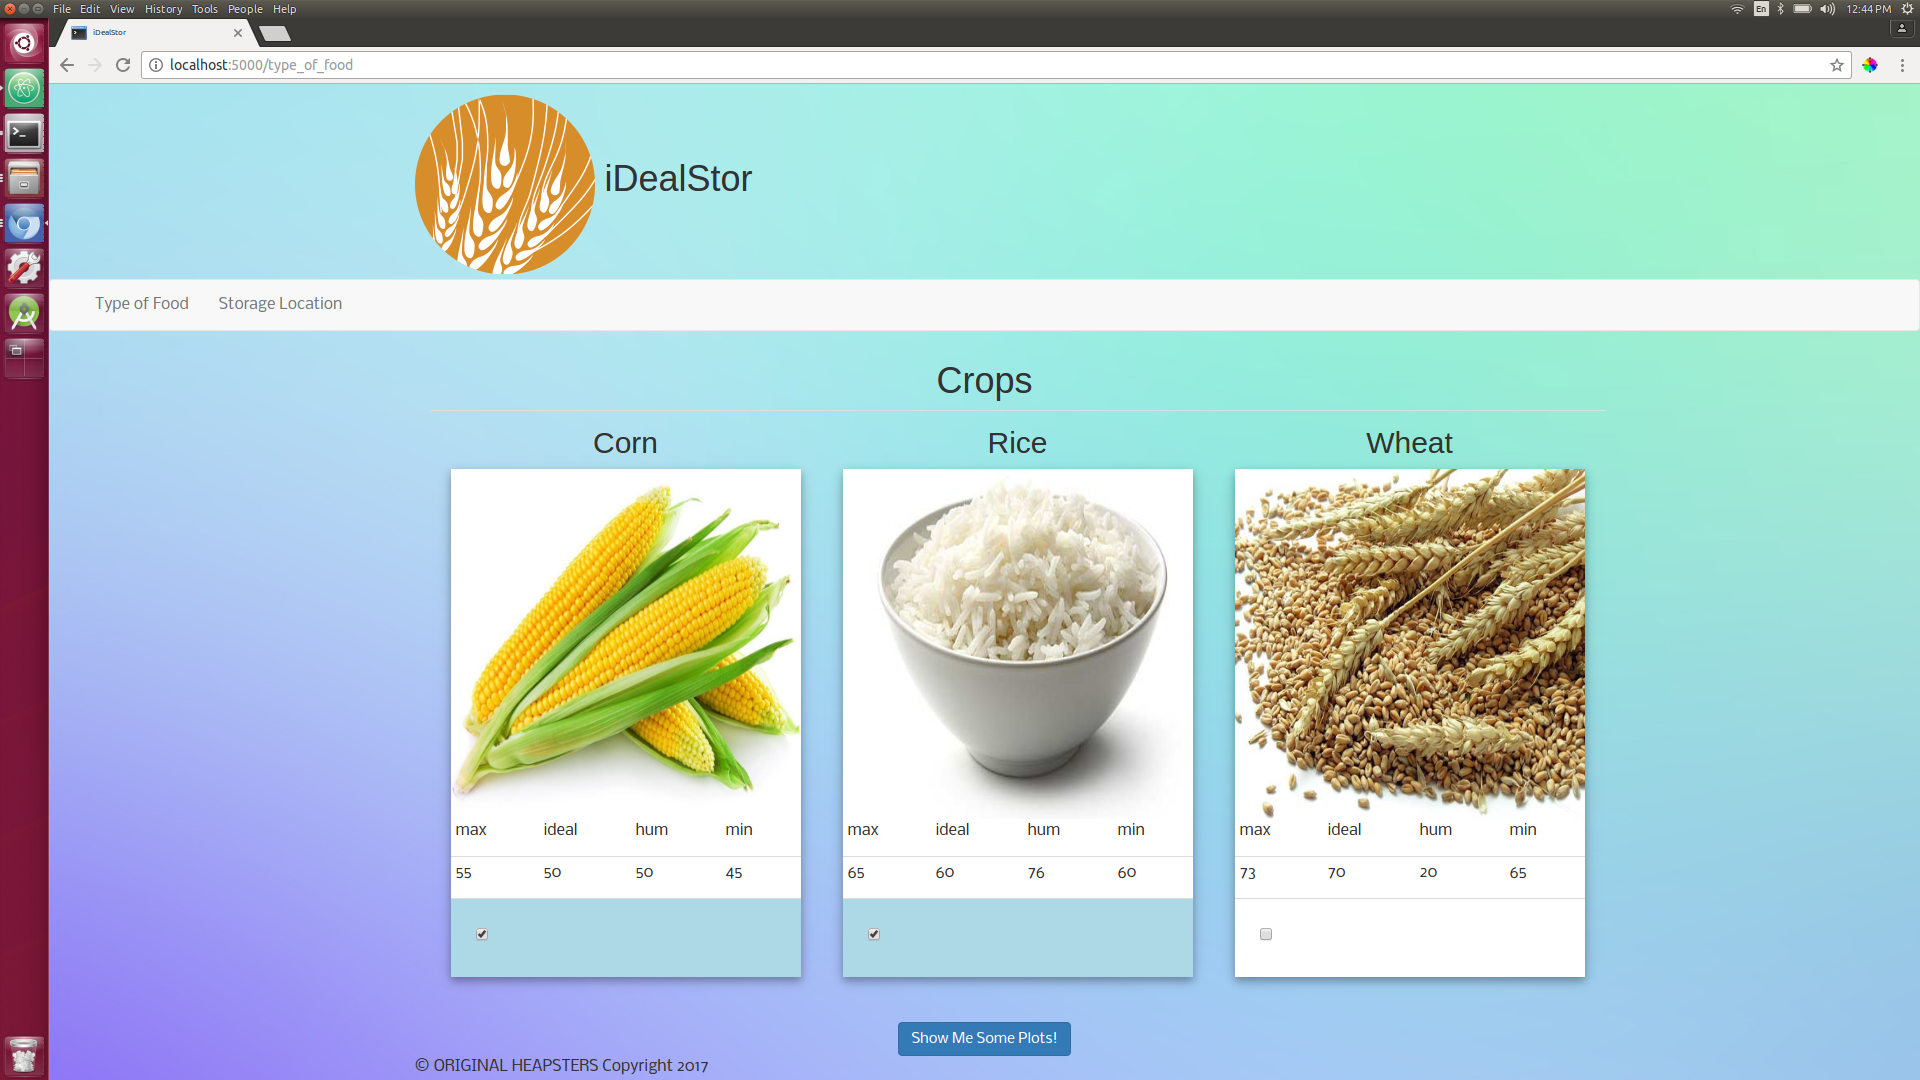 File Edit View History Tools People Help
En 12:44 PM
iDealStor
localhost:5000/type_of_food
iDealStor
Type of Food Storage Location
Crops
Corn Rice Wheat
max ideal hum min max ideal hum min max ideal hum min
55 50 50 45 65 60 76 60 73 70 20 65
Show Me Some Plots!
© ORIGINAL HEAPSTERS Copyright 2017